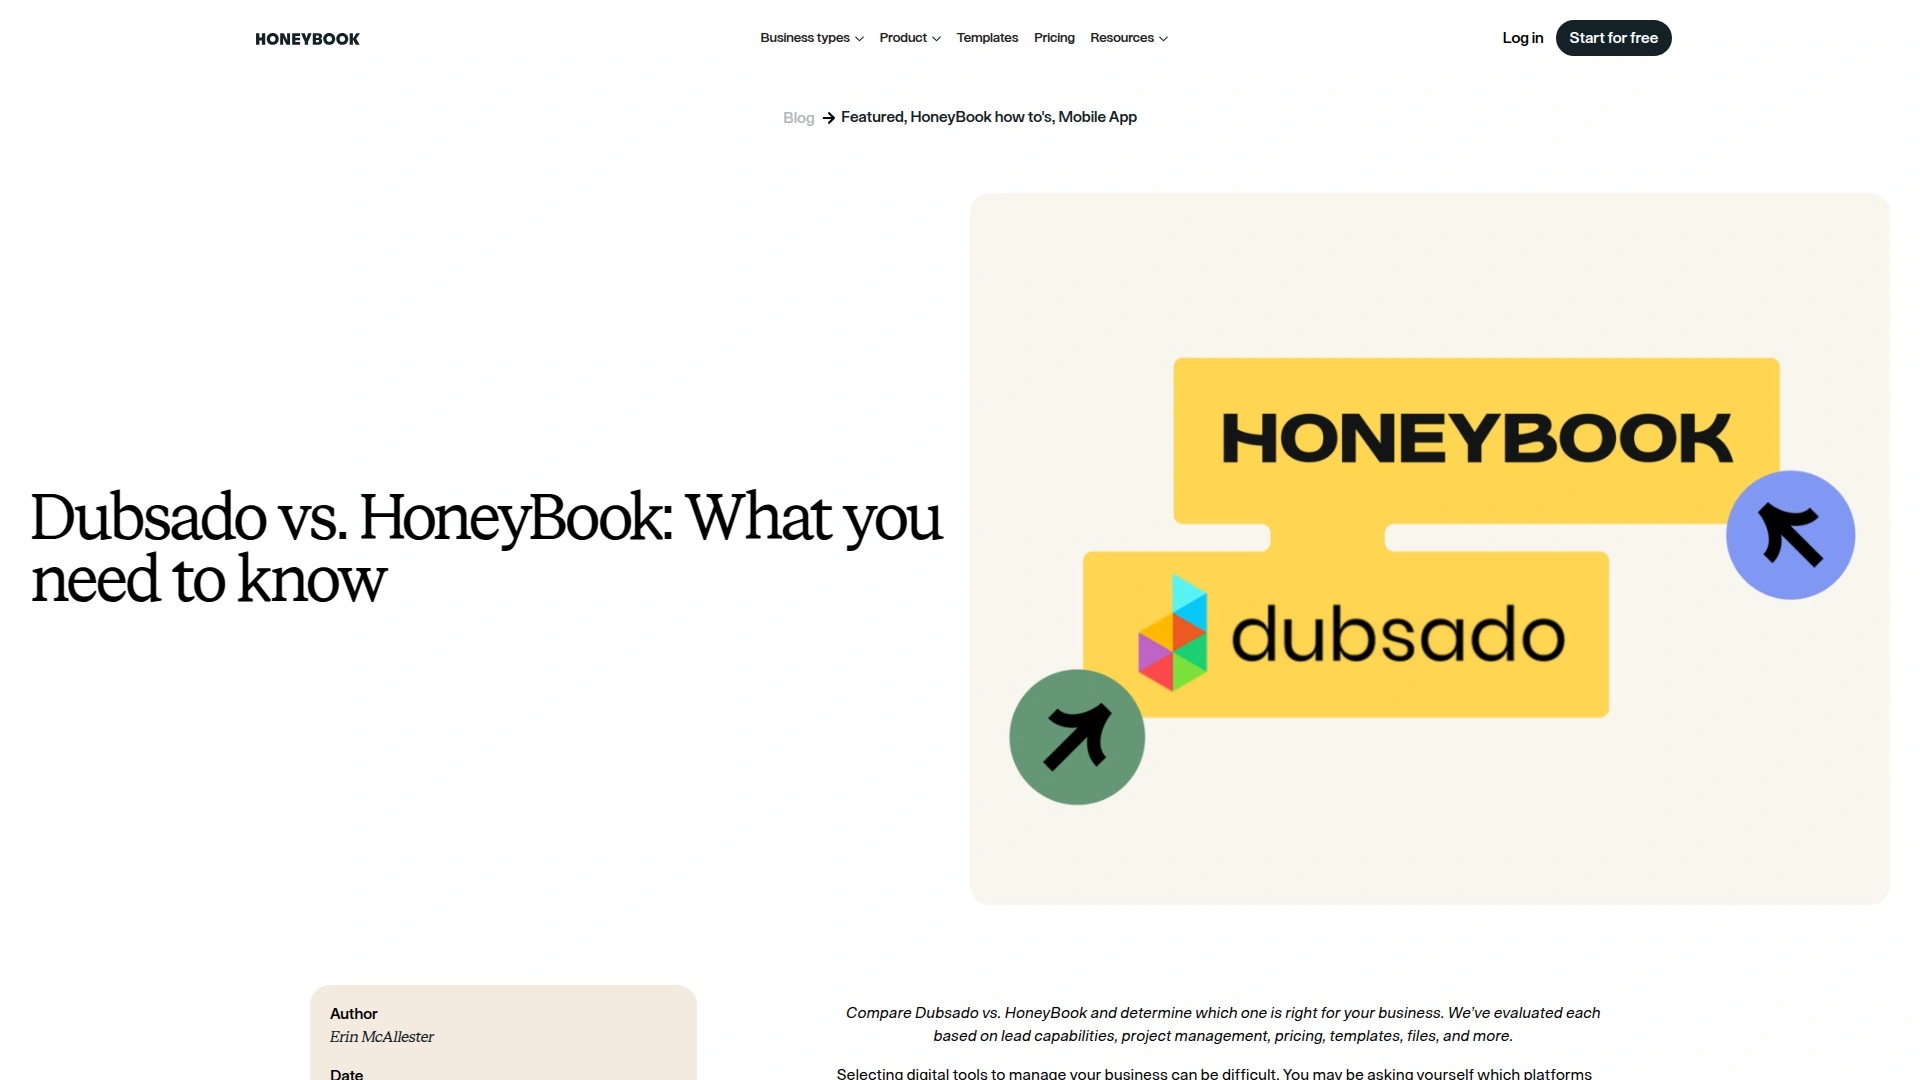 HONEYBOOK
Business types
Product
Templates
Pricing
Resources
Log in
Start for free
Blog
Featured, HoneyBook how to's, Mobile App
Dubsado vs. HoneyBook: What you
need to know
HONEYBOOK
dubsado
Author
Erin McAllester
Date
Compare Dubsado vs. HoneyBook and determine which one is right for your business. We’ve evaluated each
based on lead capabilities, project management, pricing, templates, files, and more.
Selecting digital tools to manage your business can be difficult. You may be asking yourself which platforms